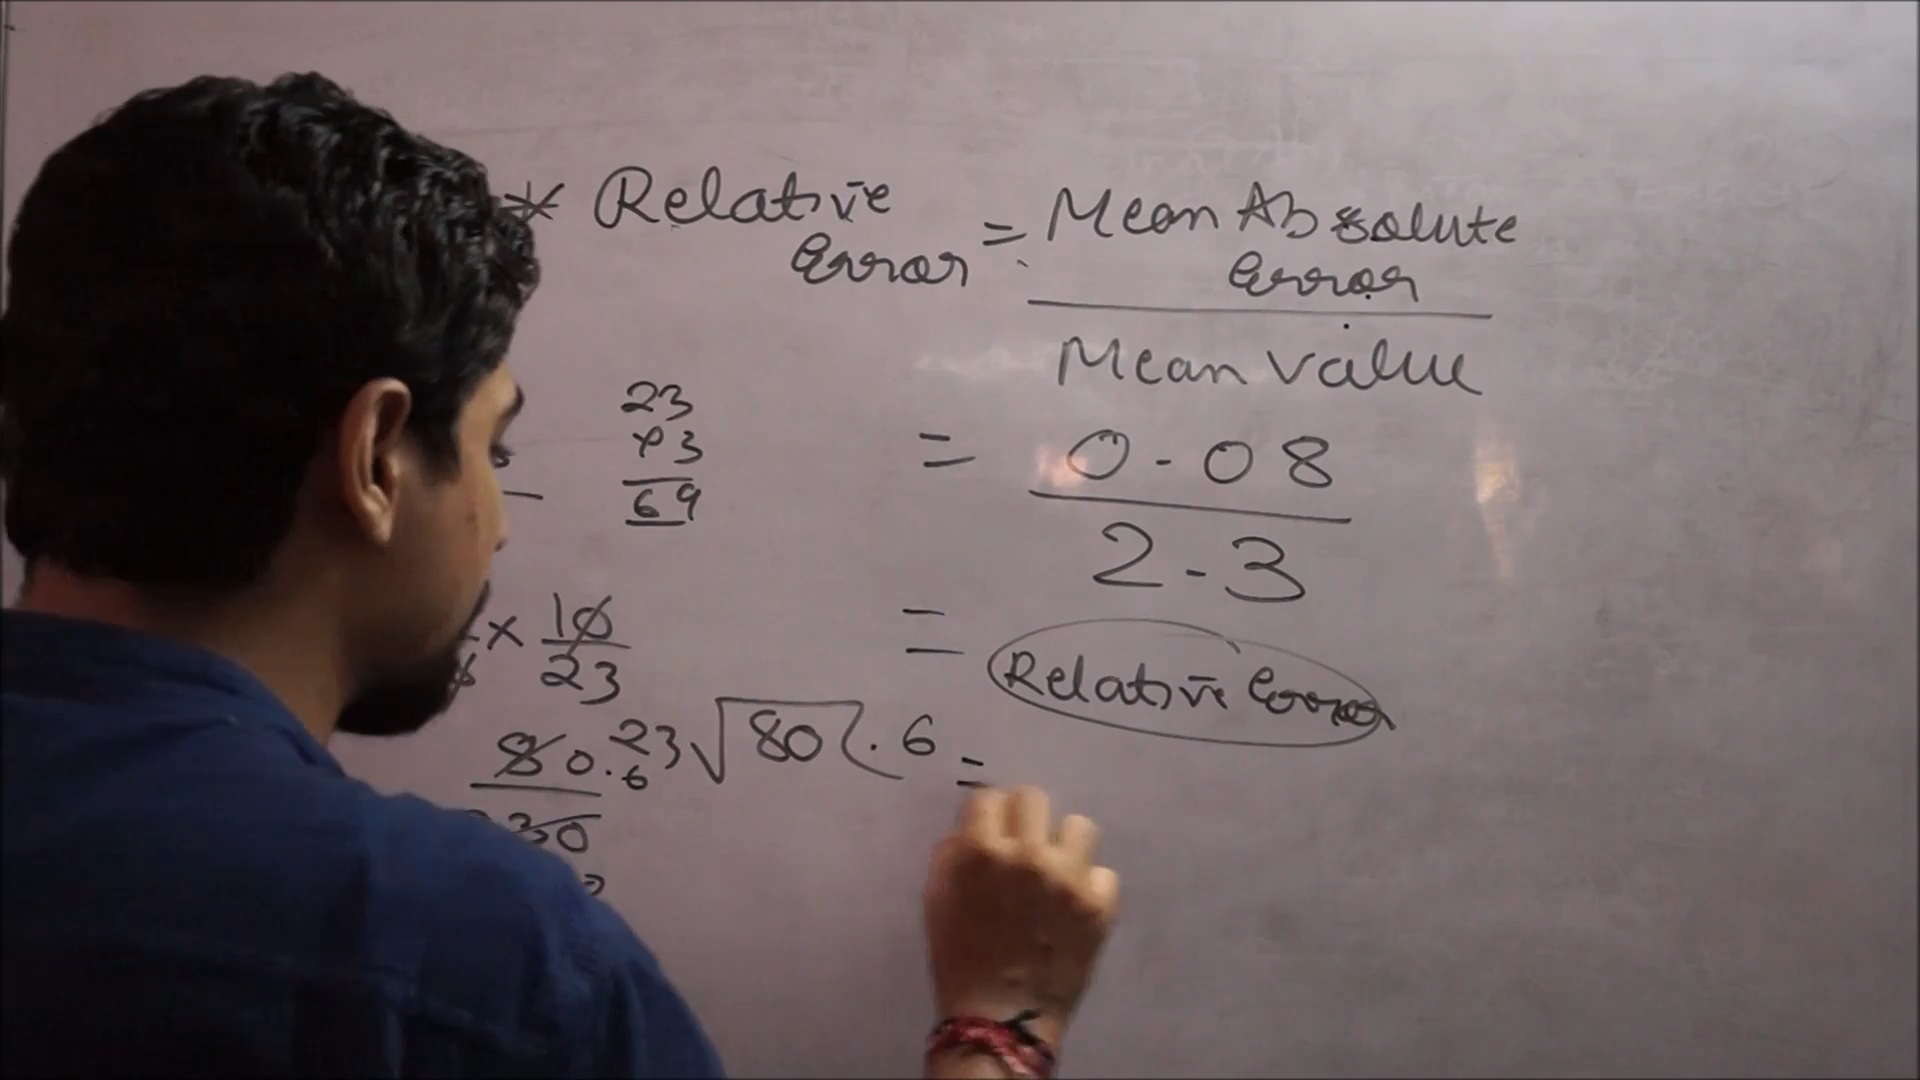 * Relative Error = Mean Absolute Error
Mean Value
= 0.08
2.3
= Relative Error
23
×3
69
× 10
23
80.
6
230
23 √80 . 6 =